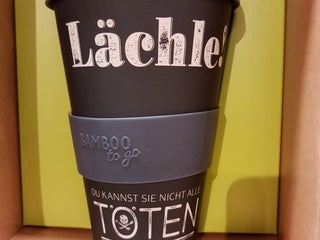 Lächle!
BAMBOO
to go
DU KANNST SIE NICHT ALLE
TÖTEN